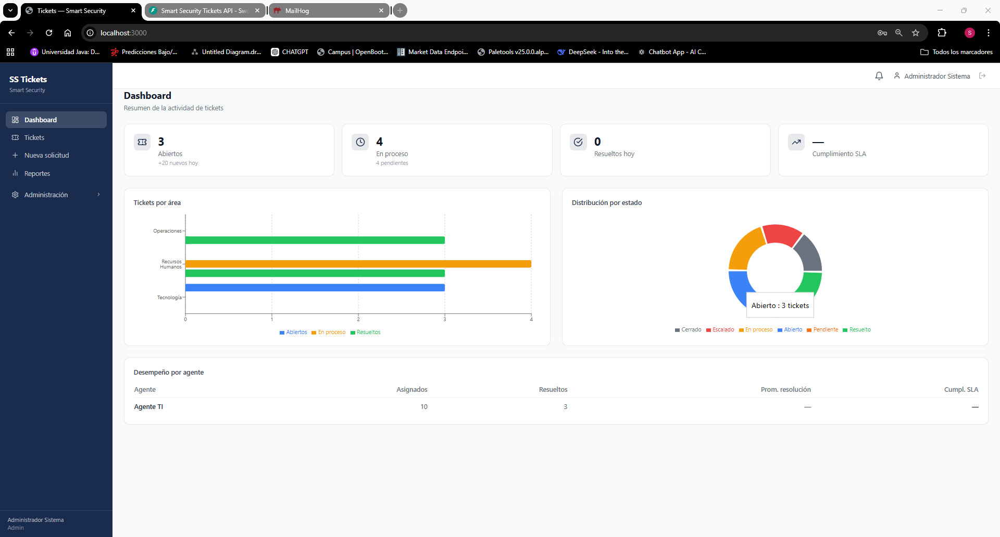 Tickets — Smart Security
Smart Security Tickets API - Swa
MailHog
localhost:3000
S
Universidad Java: D...
Predicciones Bajo/...
Untitled Diagram.dr...
CHATGPT
Campus | OpenBoot...
Market Data Endpoi...
Paletools v25.0.0.alp...
DeepSeek - Into the...
Chatbot App - AI C...
Todos los marcadores
SS Tickets
Smart Security
Administrador Sistema
Dashboard
Tickets
Nueva solicitud
Reportes
Administración
Dashboard
Resumen de la actividad de tickets
3
Abiertos
+20 nuevos hoy
4
En proceso
4 pendientes
0
Resueltos hoy
—
Cumplimiento SLA
Tickets por área
Operaciones
Recursos
Humanos
Tecnología
0 1 2 3 4
Abiertos En proceso Resueltos
Distribución por estado
Abierto : 3 tickets
Cerrado Escalado En proceso Abierto Pendiente Resuelto
Desempeño por agente
Agente Asignados Resueltos Prom. resolución Cumpl. SLA
Agente TI 10 3 — —
Administrador Sistema
Admin